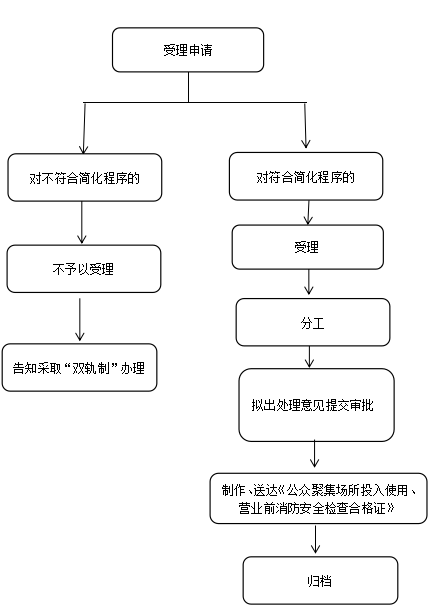 受理申请
对不符合简化程序的
对符合简化程序的
不予以受理
受理
告知采取“双轨制”办理
分工
拟出处理意见提交审批
制作、送达《公众聚集场所投入使用、
营业前消防安全检查合格证》
归档